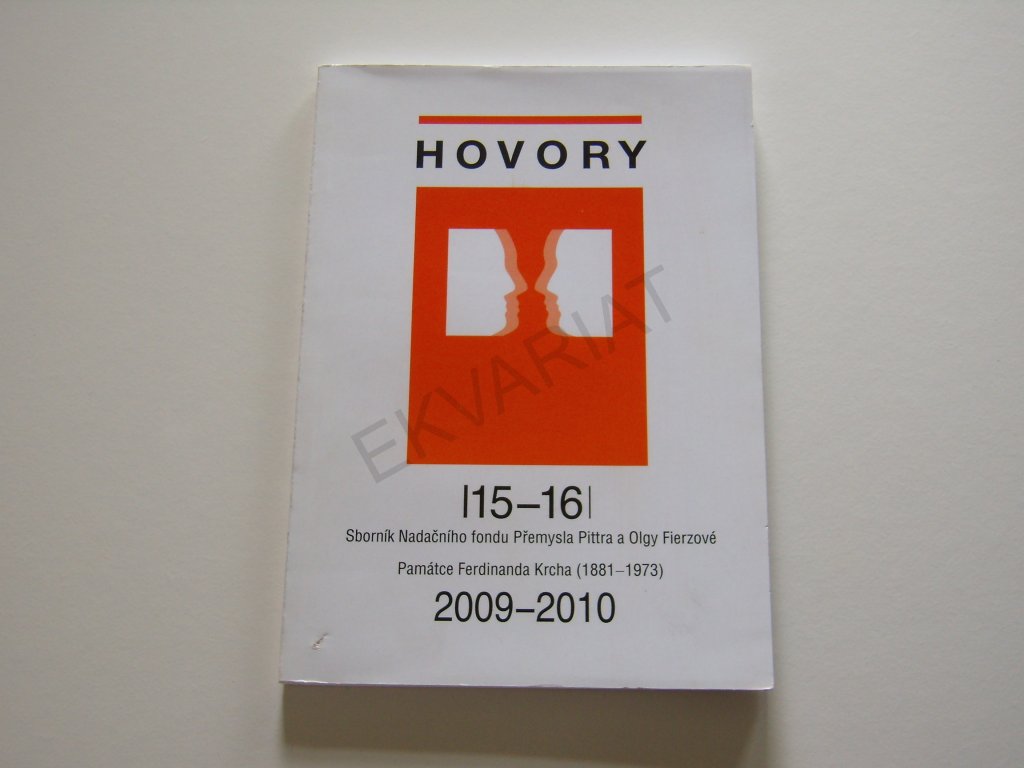 HOVORY
EKVARIAT
|15–16|
Sborník Nadačního fondu Přemysla Pittra a Olgy Fierzové
Památce Ferdinanda Krcha (1881–1973)
2009–2010